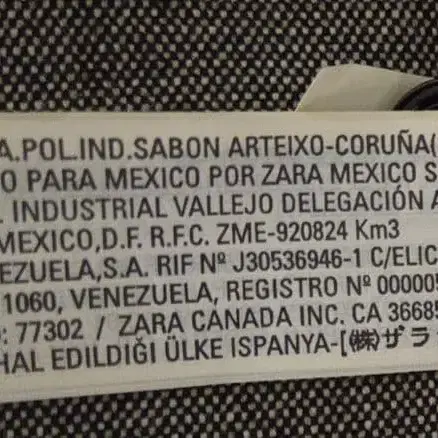 A.POL.IND.SABON ARTEIXO-CORUÑA(
O PARA MEXICO POR ZARA MEXICO S
INDUSTRIAL VALLEJO DELEGACIÓN A
MEXICO,D.F. R.F.C. ZME-920824 Km3
EZUELA,S.A. RIF Nº J30536946-1 C/ELIC
1060, VENEZUELA, REGISTRO Nº 000005
: 77302 / ZARA CANADA INC. CA 36685
HAL EDILDIĞI ÜLKE ISPANYA-[㈱ザラ